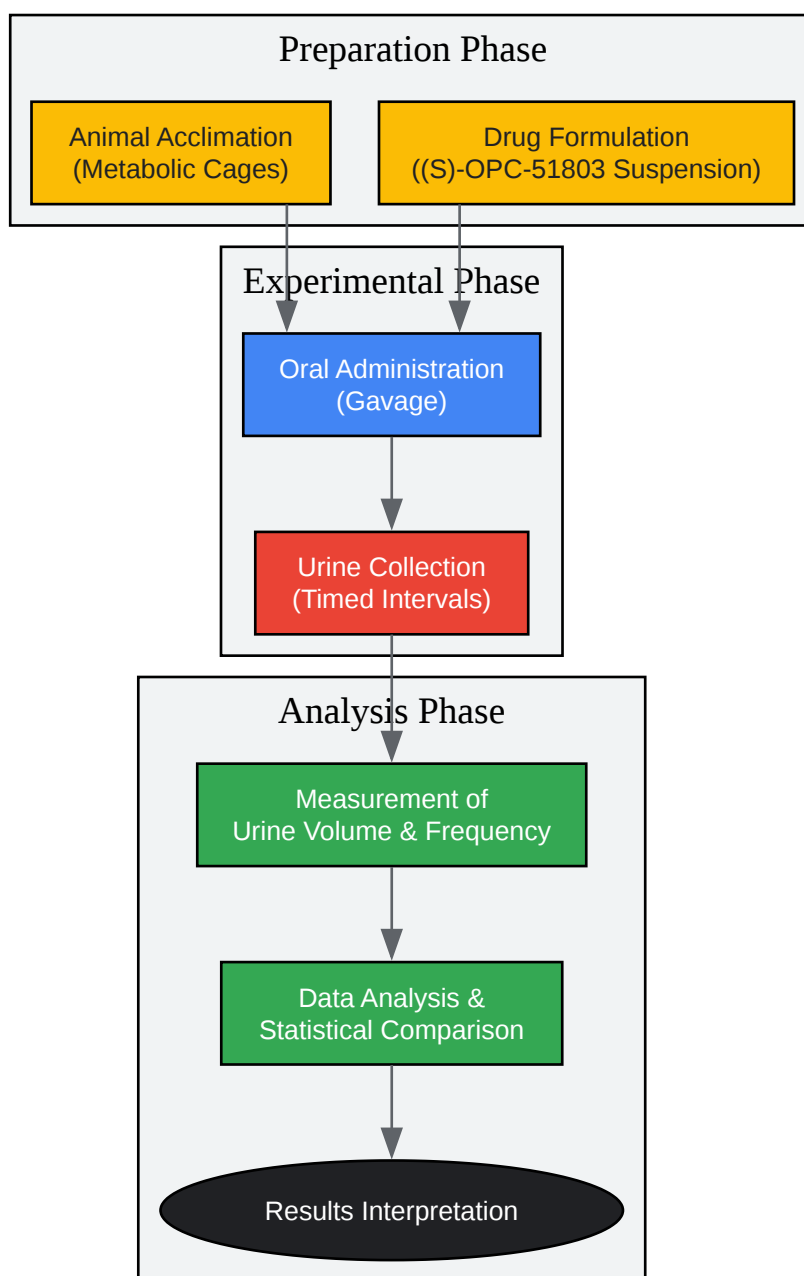 Preparation Phase
Animal Acclimation
(Metabolic Cages)
Drug Formulation
((S)-OPC-51803 Suspension)
Experimental Phase
Oral Administration
(Gavage)
Urine Collection
(Timed Intervals)
Analysis Phase
Measurement of
Urine Volume & Frequency
Data Analysis &
Statistical Comparison
Results Interpretation